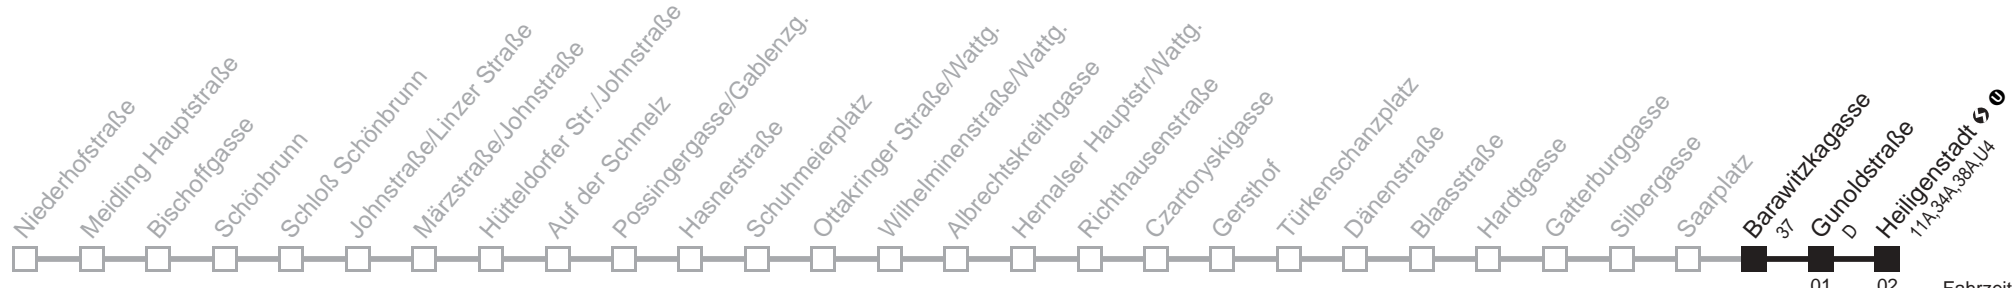 Niederhofstraße
Meidling Hauptstraße
Bischoffgasse
Schönbrunn
Schloß Schönbrunn
Johnstraße/Linzer Straße
Märzstraße/Johnstraße
Hütteldorfer Str./Johnstraße
Auf der Schmelz
Possingergasse/Gablenzg.
Hasnerstraße
Schuhmeierplatz
Ottakringer Straße/Wattg.
Wilhelminenstraße/Wattg.
Albrechtskreithgasse
Hernalser Hauptstr/Wattg.
Richthausenstraße
Czartoryskigasse
Gersthof
Türkenschanzplatz
Dänenstraße
Blaasstraße
Hardtgasse
Gatterburggasse
Silbergasse
Saarplatz
Barawitzkagasse
37
Gunoldstraße
D
Heiligenstadt S U
11A,34A,38A,U4
01 02 Fahrzeit